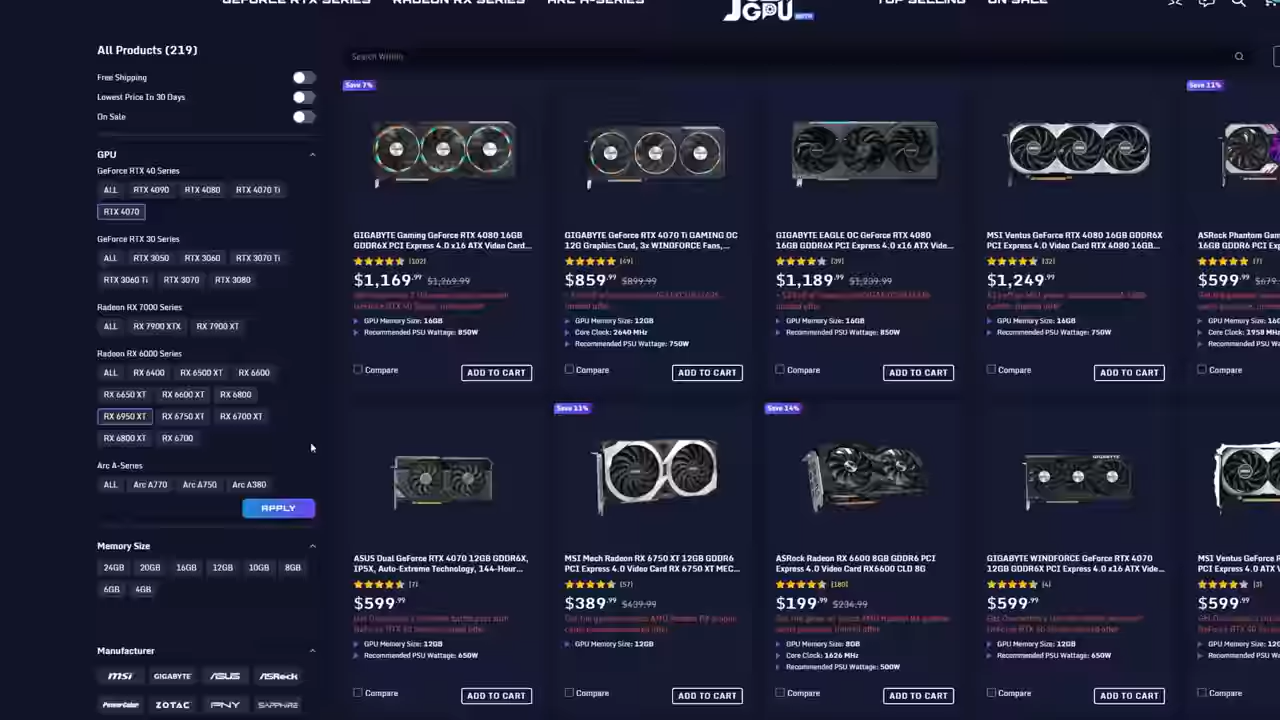 GEFORCE RTX SERIES RADEON RX SERIES ARC A-SERIES GPU BETA TOP SELLING ON SALE
All Products (219)
Search Within
Free Shipping
Lowest Price In 30 Days
On Sale
GPU
GeForce RTX 40 Series
ALL RTX 4090 RTX 4080 RTX 4070 Ti
RTX 4070
GeForce RTX 30 Series
ALL RTX 3050 RTX 3060 RTX 3070 Ti
RTX 3060 Ti RTX 3070 RTX 3080
Radeon RX 7000 Series
ALL RX 7900 XTX RX 7900 XT
Radeon RX 6000 Series
ALL RX 6400 RX 6500 XT RX 6600
RX 6650 XT RX 6600 XT RX 6800
RX 6950 XT RX 6750 XT RX 6700 XT
RX 6800 XT RX 6700
Arc A-Series
ALL Arc A770 Arc A750 Arc A380
APPLY
Memory Size
24GB 20GB 16GB 12GB 10GB 8GB
6GB 4GB
Manufacturer
msi GIGABYTE ASUS ASRock
PowerColor ZOTAC PNY SAPPHIRE
Save 7%
GIGABYTE Gaming GeForce RTX 4080 16GB
GDDR6X PCI Express 4.0 x16 ATX Video Card...
(102)
$1,169.99 $1,269.99
GPU Memory Size: 16GB
Recommended PSU Wattage: 850W
Compare ADD TO CART
GIGABYTE GeForce RTX 4070 Ti GAMING OC
12G Graphics Card, 3x WINDFORCE Fans,...
(49)
$859.99 $899.99
GPU Memory Size: 12GB
Core Clock: 2640 MHz
Recommended PSU Wattage: 750W
Compare ADD TO CART
GIGABYTE EAGLE OC GeForce RTX 4080
16GB GDDR6X PCI Express 4.0 x16 ATX Vide...
(39)
$1,189.99 $1,239.99
GPU Memory Size: 16GB
Recommended PSU Wattage: 850W
Compare ADD TO CART
MSI Ventus GeForce RTX 4080 16GB GDDR6X
PCI Express 4.0 Video Card RTX 4080 16GB...
(32)
$1,249.99
GPU Memory Size: 16GB
Recommended PSU Wattage: 750W
Compare ADD TO CART
Save 11%
ASRock Phantom Gam
16GB GDDR6 PCI Expr
(7)
$599.99 $679
GPU Memory Size: 16G
Core Clock: 1958 MH
Recommended PSU W
Compare
ASUS Dual GeForce RTX 4070 12GB GDDR6X,
IP5X, Auto-Extreme Technology, 144-Hour...
(7)
$599.99
GPU Memory Size: 12GB
Recommended PSU Wattage: 650W
Compare ADD TO CART
Save 11%
MSI Mech Radeon RX 6750 XT 12GB GDDR6
PCI Express 4.0 Video Card RX 6750 XT MEC...
(57)
$389.99 $439.99
GPU Memory Size: 12GB
Compare ADD TO CART
Save 14%
ASRock Radeon RX 6600 8GB GDDR6 PCI
Express 4.0 Video Card RX6600 CLD 8G
(180)
$199.99 $234.99
GPU Memory Size: 8GB
Core Clock: 1626 MHz
Recommended PSU Wattage: 500W
Compare ADD TO CART
GIGABYTE
GIGABYTE WINDFORCE GeForce RTX 4070
12GB GDDR6X PCI Express 4.0 x16 ATX Vide...
(4)
$599.99
GPU Memory Size: 12GB
Recommended PSU Wattage: 650W
Compare ADD TO CART
MSI Ventus GeForce R
PCI Express 4.0 Video
(3)
$599.99
GPU Memory Size: 12G
Recommended PSU W
Compare